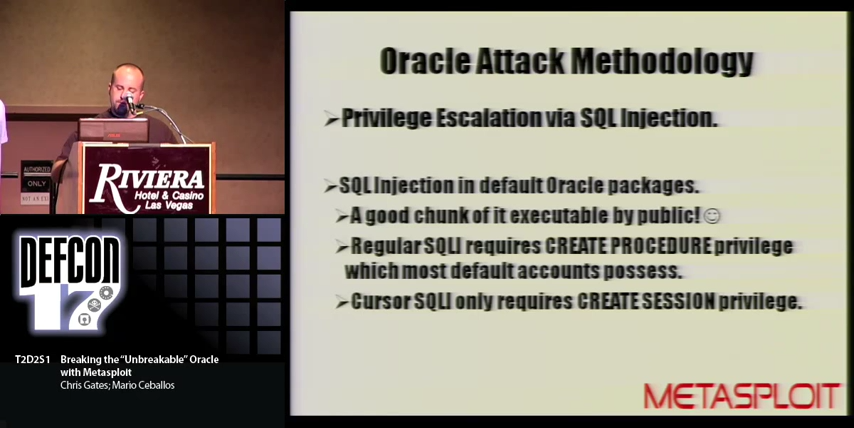 Oracle Attack Methodology
➢Privilege Escalation via SQL Injection.
➢SQL Injection in default Oracle packages.
➢A good chunk of it executable by public!☺
➢Regular SQLI requires CREATE PROCEDURE privilege
which most default accounts possess.
➢Cursor SQLI only requires CREATE SESSION privilege.
METASPLOIT
AUTHORIZED
ONLY
RIVIERA
Hotel & Casino
Las Vegas
DEFCON
17
T2D2S1 Breaking the “Unbreakable” Oracle
with Metasploit
Chris Gates; Mario Ceballos